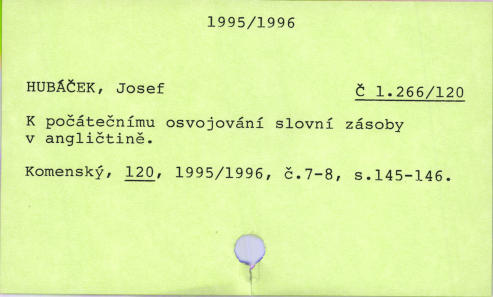 1995/1996
HUBÁČEK, Josef Č 1.266/120
K počátečnímu osvojování slovní zásoby
v angličtině.
Komenský, 120, 1995/1996, č.7-8, s.145-146.